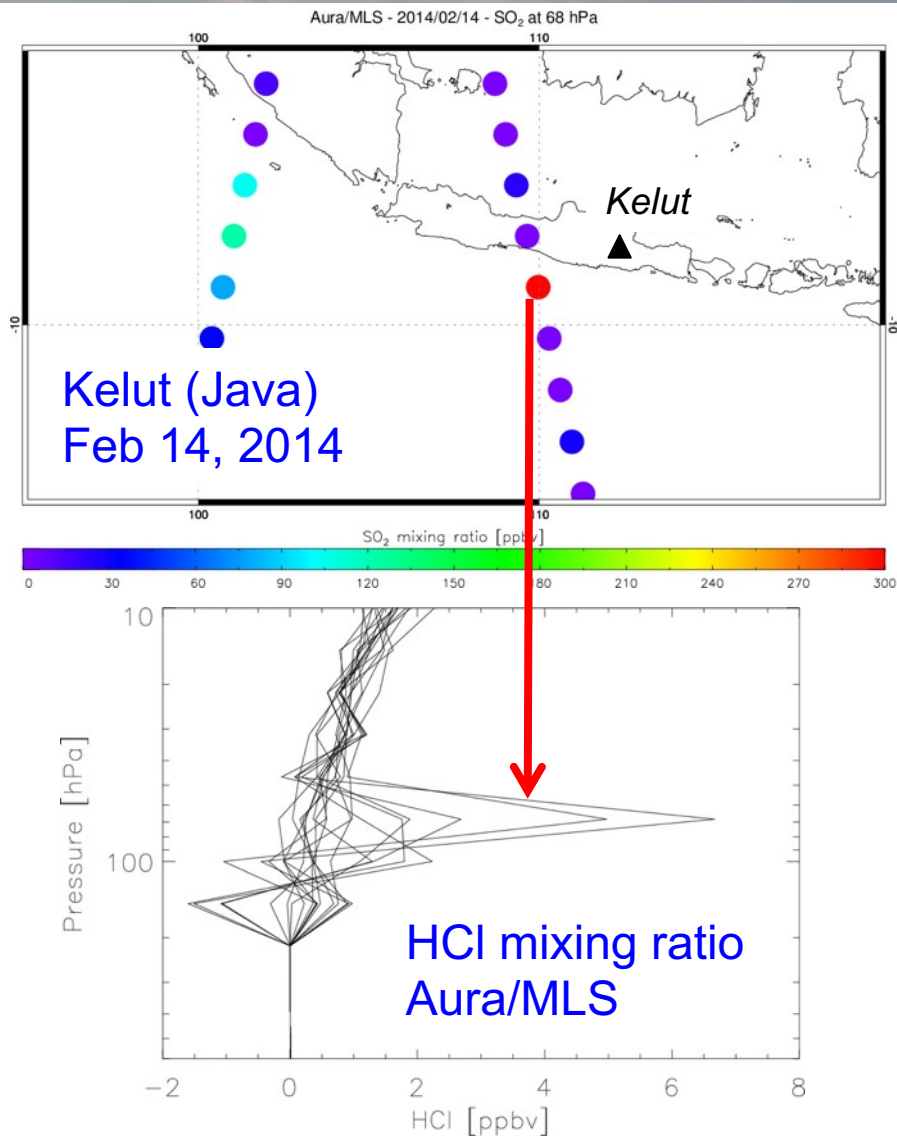 Aura/MLS - 2014/02/14 - SO₂ at 68 hPa
100 110
Kelut
-10 -10
Kelut (Java)
Feb 14, 2014
100 110
SO₂ mixing ratio [ppbv]
0 30 60 90 120 150 180 210 240 270 300
10
100
Pressure [hPa]
HCl mixing ratio
Aura/MLS
-2 0 2 4 6 8
HCl [ppbv]